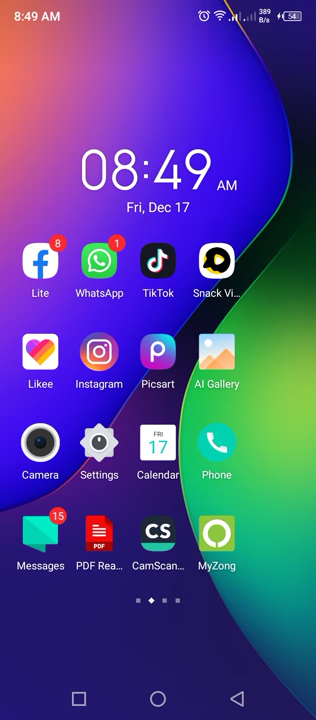 8:49 AM
389
B/s
54
08:49 AM
Fri, Dec 17
8
1
Lite
WhatsApp
TikTok
Snack Vi...
Likee
Instagram
Picsart
AI Gallery
FRI
17
Camera
Settings
Calendar
Phone
15
PDF
CS
Messages
PDF Rea...
CamScan...
MyZong